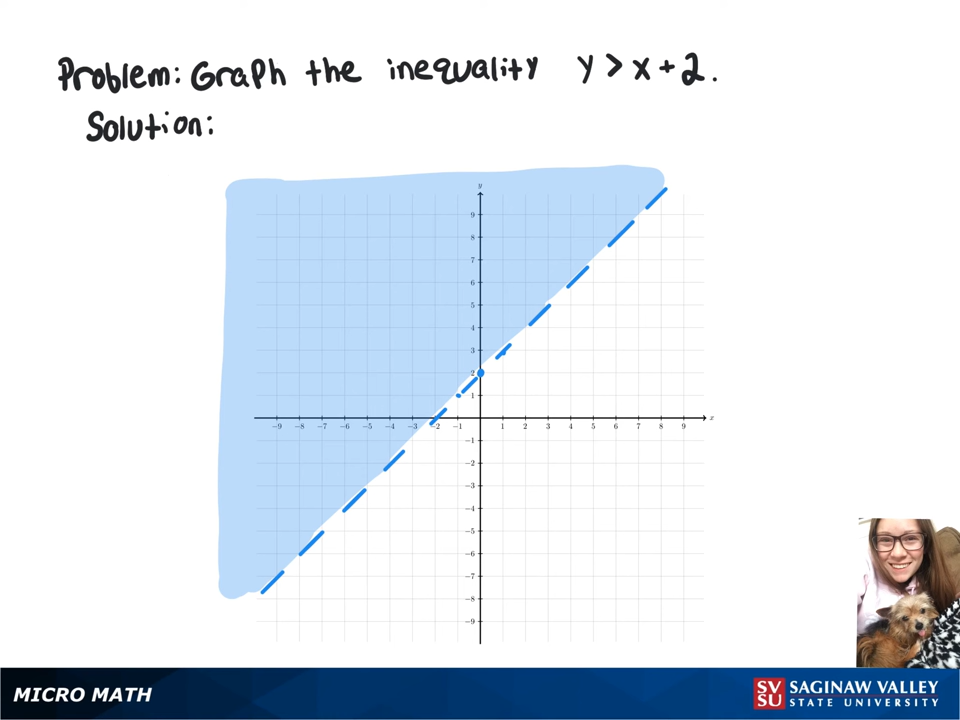 Problem: Graph the inequality y > x + 2.
Solution:
y
9
8
7
6
5
4
3
2
1
−9 −8 −7 −6 −5 −4 −3 −2 −1 1 2 3 4 5 6 7 8 9 x
−1
−2
−3
−4
−5
−6
−7
−8
−9
MICRO MATH
SV SU SAGINAW VALLEY
STATE UNIVERSITY